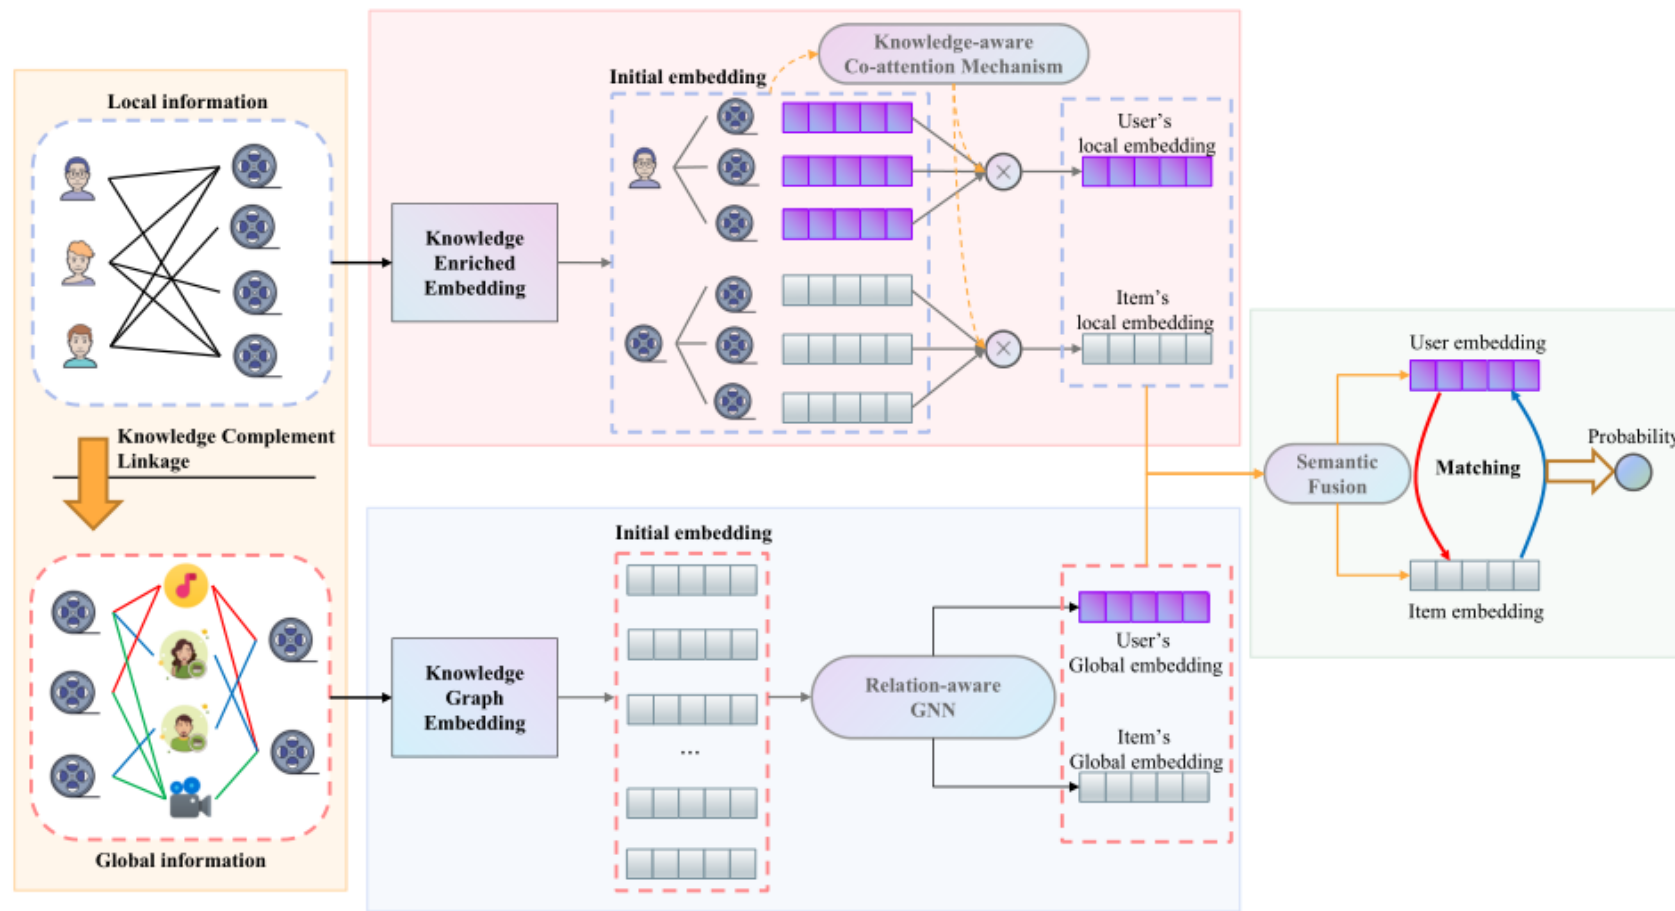 Local information
Knowledge Complement
Linkage
Global information
Knowledge
Enriched
Embedding
Initial embedding
Knowledge-aware
Co-attention Mechanism
User's
local embedding
Item's
local embedding
Knowledge
Graph
Embedding
Initial embedding
...
Relation-aware
GNN
User's
Global embedding
Item's
Global embedding
Semantic
Fusion
User embedding
Matching
Item embedding
Probability